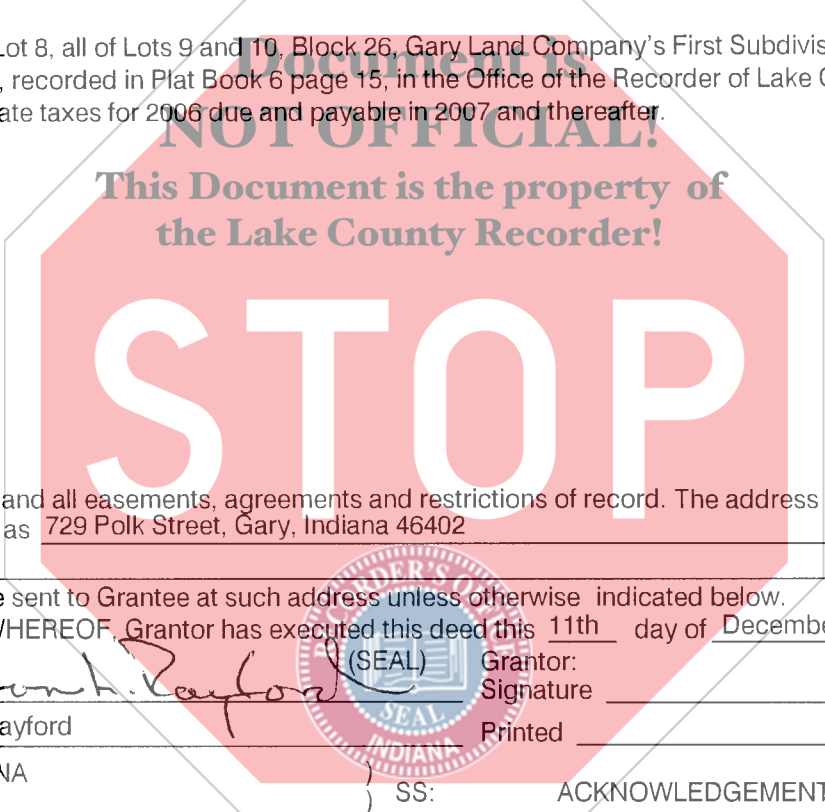 Lot 8, all of Lots 9 and 10, Block 26, Gary Land Company's First Subdivis
Document is
, recorded in Plat Book 6 page 15, in the Office of the Recorder of Lake C
ate taxes for 2006 due and payable in 2007 and thereafter.
NOT OFFICIAL!
This Document is the property of
the Lake County Recorder!
STOP
and all easements, agreements and restrictions of record. The address
as 729 Polk Street, Gary, Indiana 46402
e sent to Grantee at such address unless otherwise indicated below.
WHEREOF, Grantor has executed this deed this 11th day of Decembe
(SEAL) Grantor:
Signature
ayford
Printed
RECORDER'S OFFICE
SEAL
INDIANA
NA
) SS: ACKNOWLEDGEMENT
)